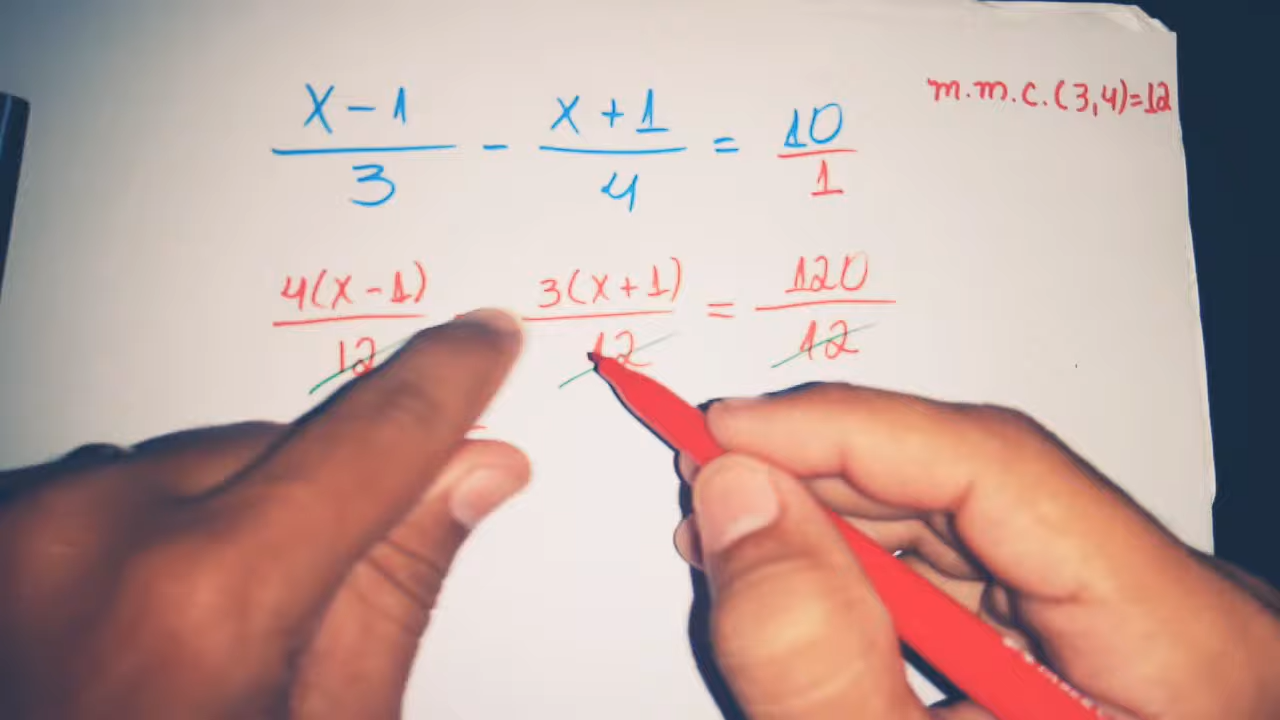 m.m.c.(3,4)=12
x-1/3 - x+1/4 = 10/1
4(x-1)/12 3(x+1)/12 = 120/12